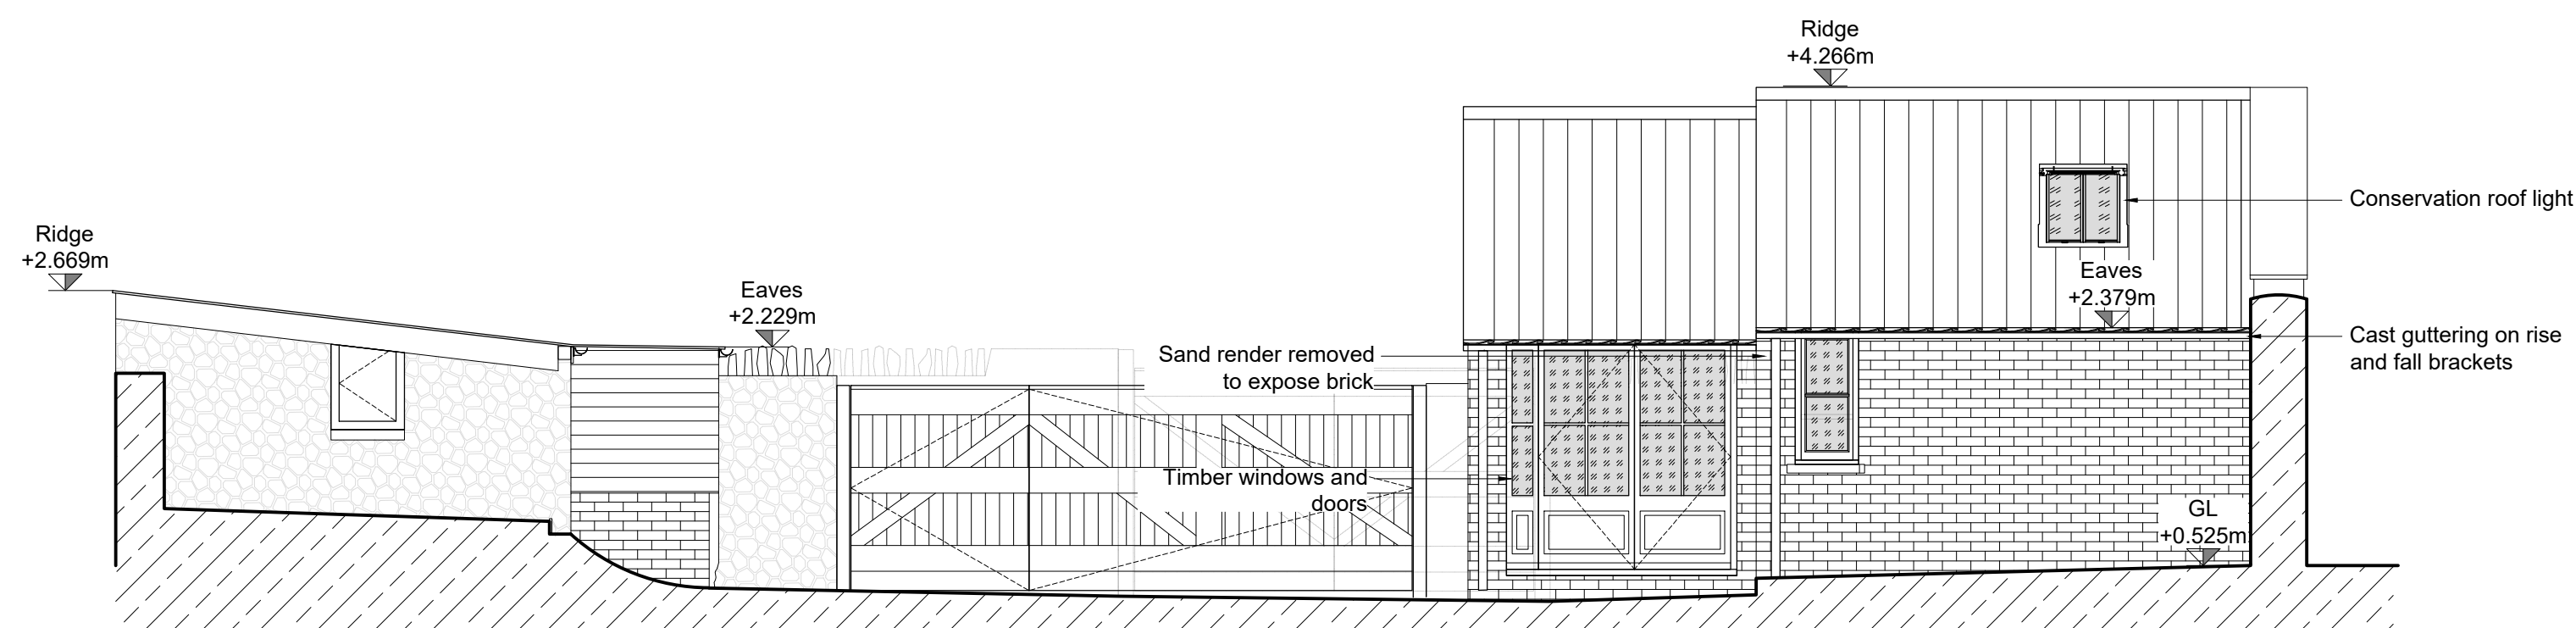 Ridge
+4.266m
Conservation roof light
Ridge
+2.669m
Eaves
+2.229m
Eaves
+2.379m
Sand render removed
to expose brick
Cast guttering on rise
and fall brackets
Timber windows and
doors
GL
+0.525m